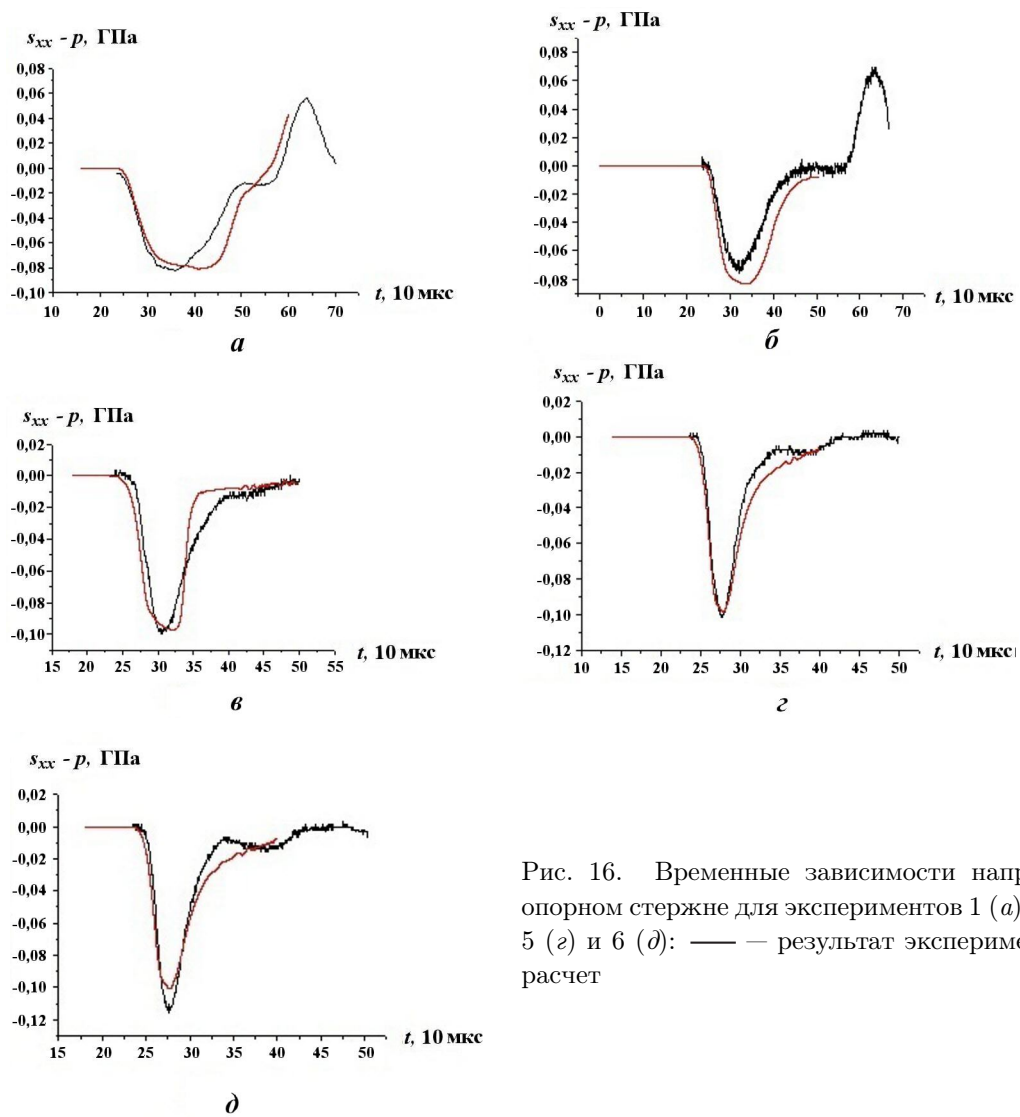 s_xx - p, ГПа
0,08
0,06
0,04
0,02
0,00
-0,02
-0,04
-0,06
-0,08
-0,10
10 20 30 40 50 60 70
t, 10 мкс
а
s_xx - p, ГПа
0,08
0,06
0,04
0,02
0,00
-0,02
-0,04
-0,06
-0,08
0 10 20 30 40 50 60 70
t, 10 мкс
б
s_xx - p, ГПа
0,02
0,00
-0,02
-0,04
-0,06
-0,08
-0,10
15 20 25 30 35 40 45 50 55
t, 10 мкс
в
s_xx - p, ГПа
0,02
0,00
-0,02
-0,04
-0,06
-0,08
-0,10
-0,12
10 15 20 25 30 35 40 45 50
t, 10 мкс
г
s_xx - p, ГПа
0,02
0,00
-0,02
-0,04
-0,06
-0,08
-0,10
-0,12
15 20 25 30 35 40 45 50
t, 10 мкс
д
Рис. 16. Временные зависимости напр
опорном стержне для экспериментов 1 (а)
5 (г) и 6 (д): — — результат экспериме
расчет